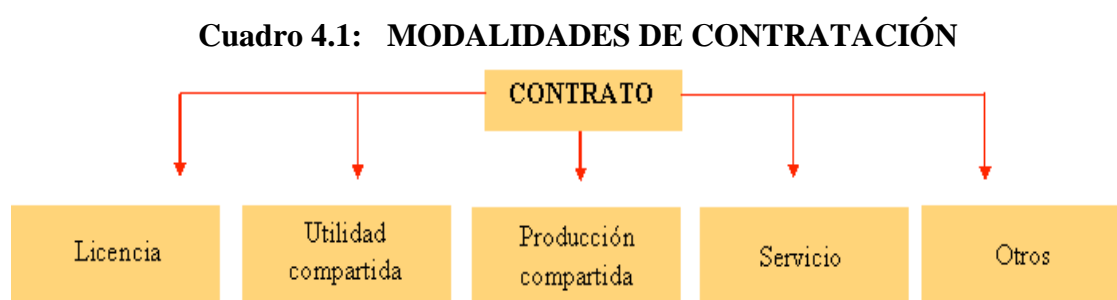 Cuadro 4.1: MODALIDADES DE CONTRATACIÓN
CONTRATO
Licencia
Utilidad
compartida
Producción
compartida
Servicio
Otros